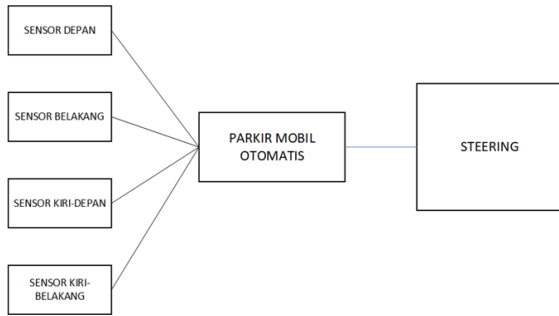 SENSOR DEPAN
SENSOR BELAKANG
SENSOR KIRI-DEPAN
SENSOR KIRI-
BELAKANG
PARKIR MOBIL
OTOMATIS
STEERING